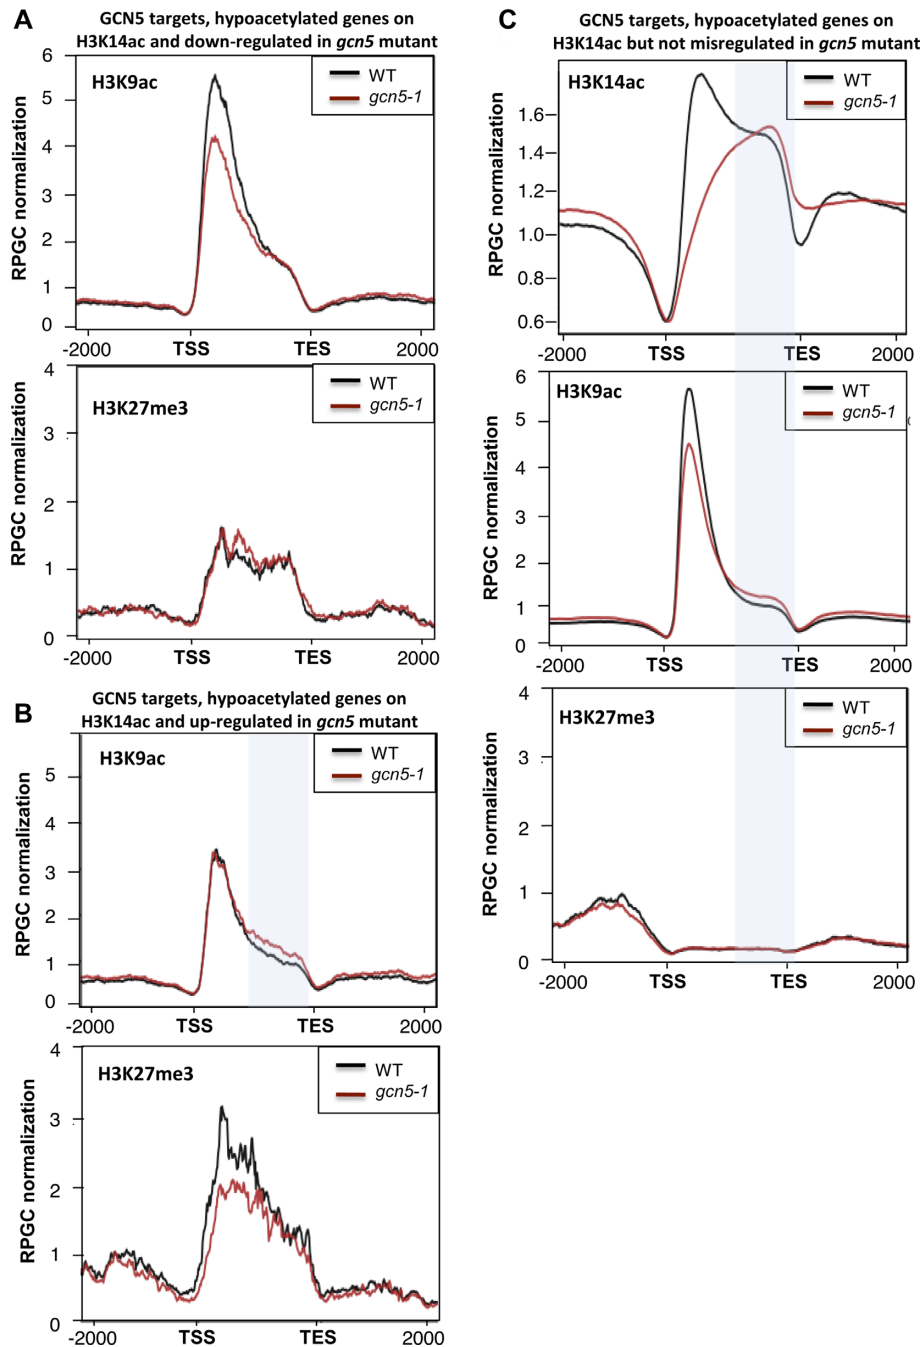 A
GCN5 targets, hypoacetylated genes on
H3K14ac and down-regulated in gcn5 mutant
RPGC normalization
6
5
4
3
2
1
0
H3K9ac
WT
gcn5-1
-2000
TSS
TES
2000
RPGC normalization
4
3
2
1
0
H3K27me3
WT
gcn5-1
-2000
TSS
TES
2000
B
GCN5 targets, hypoacetylated genes on
H3K14ac and up-regulated in gcn5 mutant
RPGC normalization
5
4
3
2
1
0
H3K9ac
WT
gcn5-1
-2000
TSS
TES
2000
RPGC normalization
4
3
2
1
0
H3K27me3
WT
gcn5-1
-2000
TSS
TES
2000
C
GCN5 targets, hypoacetylated genes on
H3K14ac but not misregulated in gcn5 mutant
RPGC normalization
1.6
1.4
1.2
1.0
0.8
0.6
H3K14ac
WT
gcn5-1
-2000
TSS
TES
2000
RPGC normalization
6
5
4
3
2
1
0
H3K9ac
WT
gcn5-1
-2000
TSS
TES
2000
RPGC normalization
4
3
2
1
0
H3K27me3
WT
gcn5-1
-2000
TSS
TES
2000